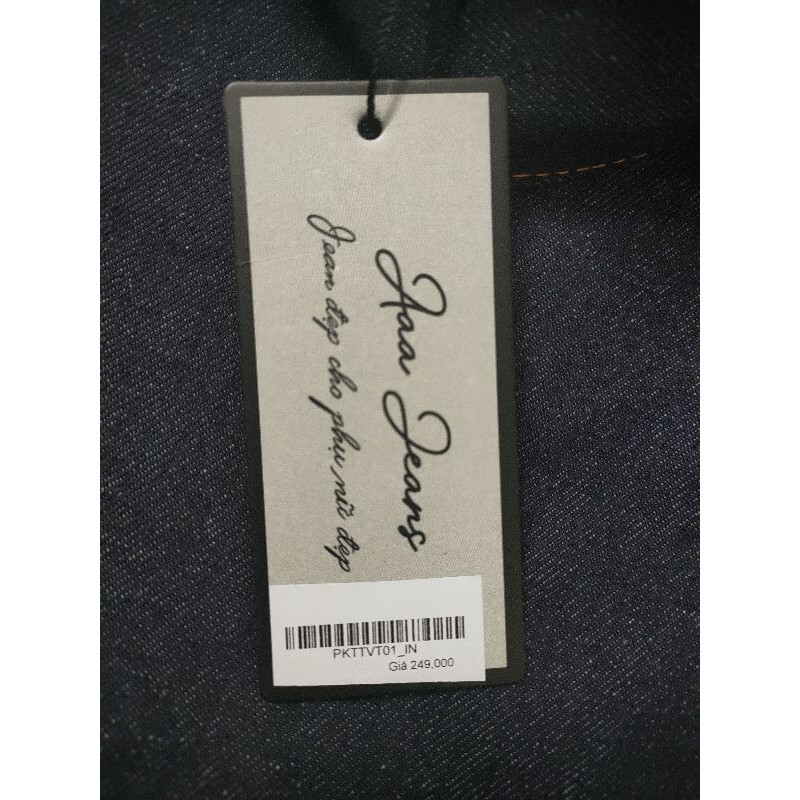 Aaa Jeans
Jean đẹp cho phụ nữ đẹp
PKTTVT01_IN
Giá 249,000